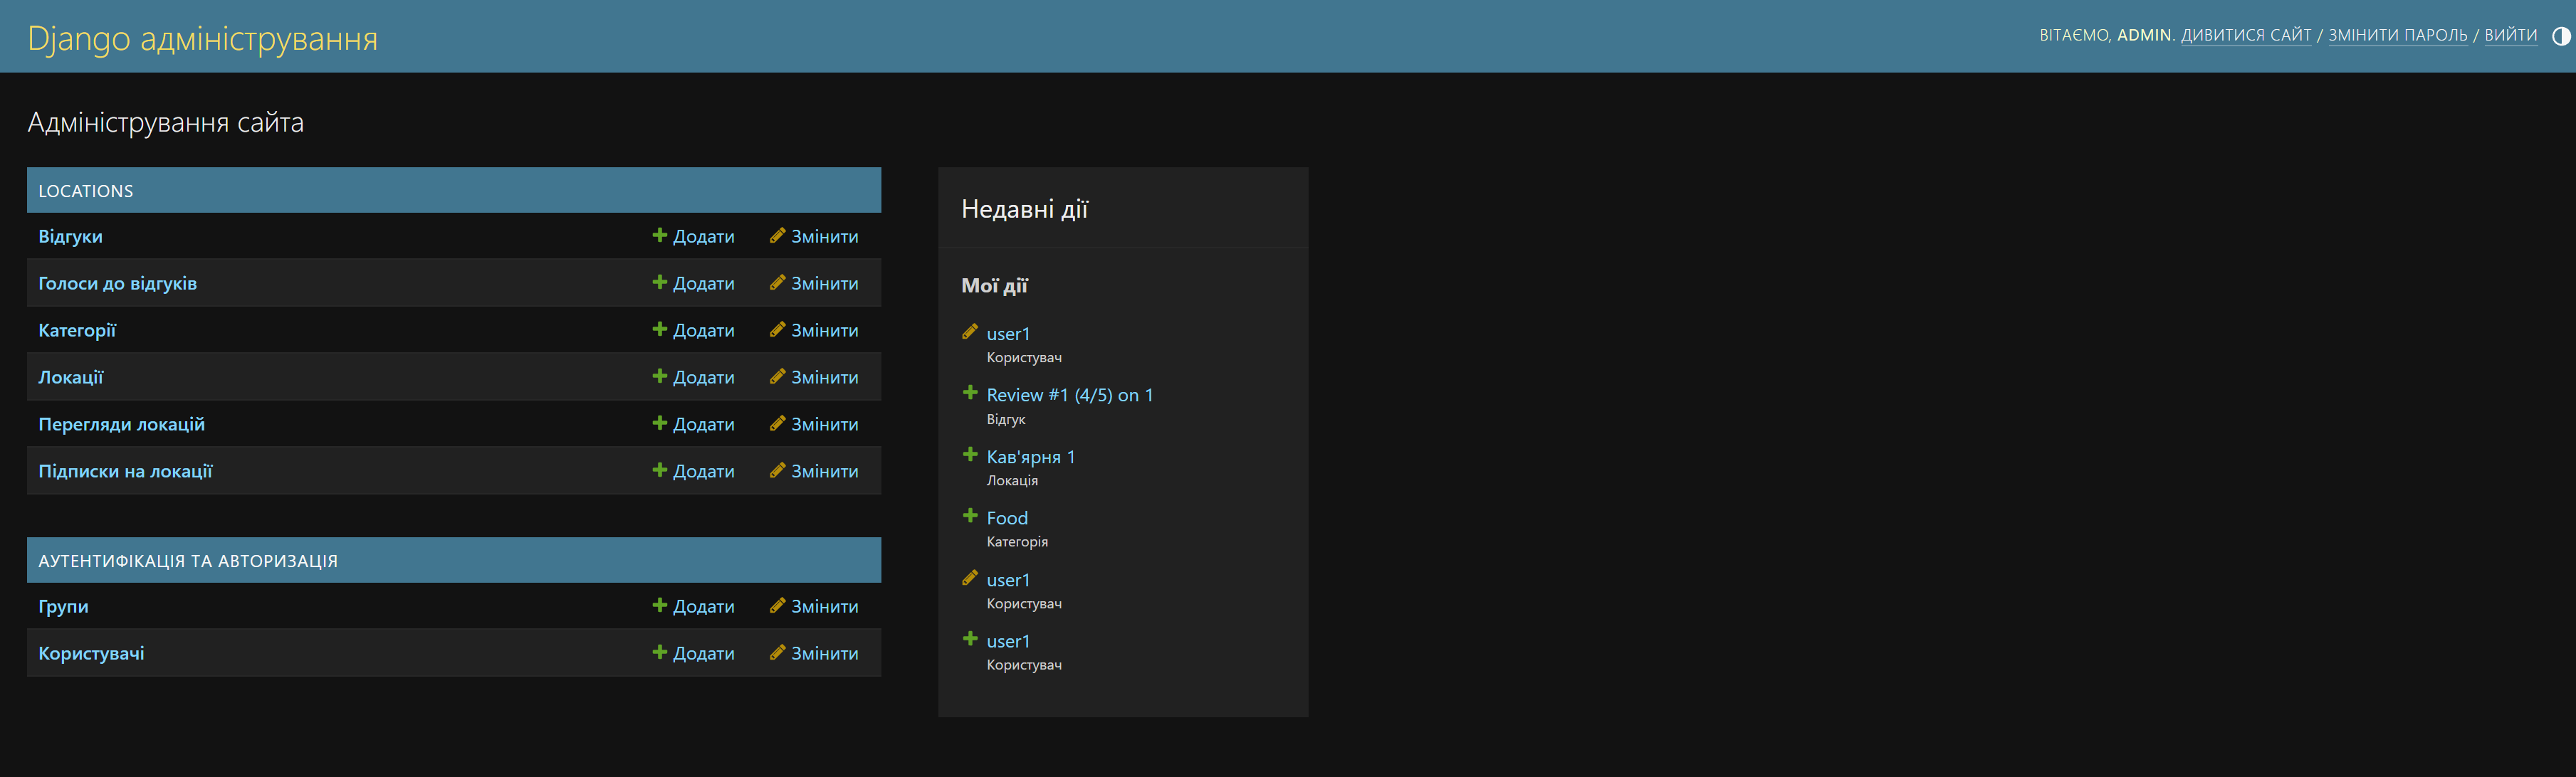 Django адміністрування
ВІТАЄМО, ADMIN. ДИВИТИСЯ САЙТ / ЗМІНИТИ ПАРОЛЬ / ВИЙТИ
Адміністрування сайта
LOCATIONS
Відгуки Додати Змінити
Голоси до відгуків Додати Змінити
Категорії Додати Змінити
Локації Додати Змінити
Перегляди локацій Додати Змінити
Підписки на локації Додати Змінити
АУТЕНТИФІКАЦІЯ ТА АВТОРИЗАЦІЯ
Групи Додати Змінити
Користувачі Додати Змінити
Недавні дії
Мої дії
user1
Користувач
Review #1 (4/5) on 1
Відгук
Кав'ярня 1
Локація
Food
Категорія
user1
Користувач
user1
Користувач